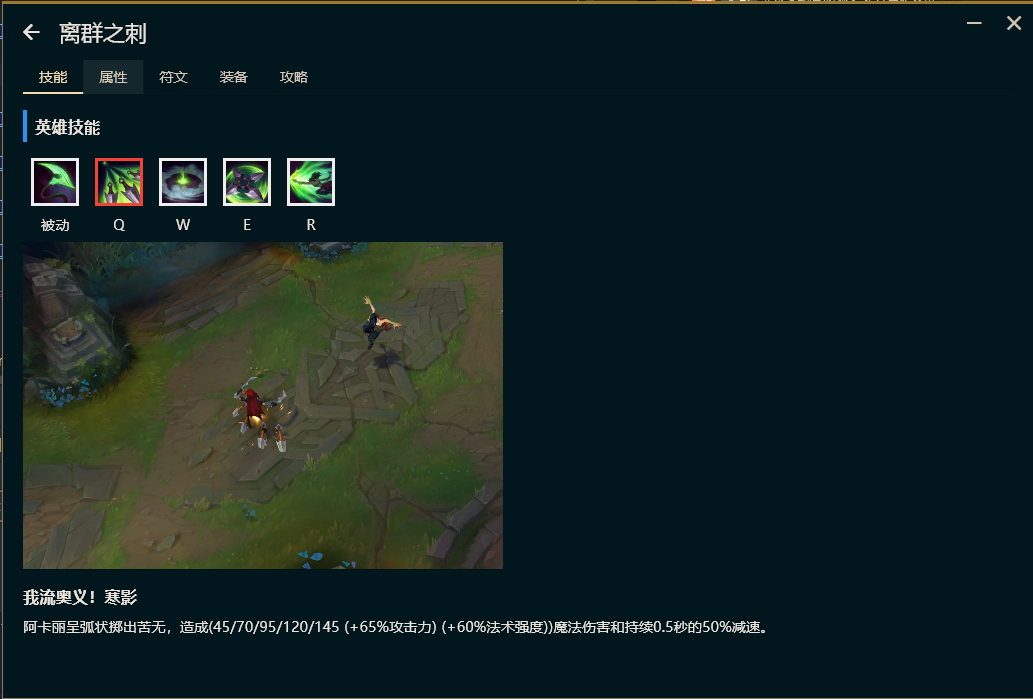 离群之刺
技能 属性 符文 装备 攻略
英雄技能
被动 Q W E R
我流奥义！寒影
阿卡丽呈弧状掷出苦无，造成(45/70/95/120/145 (+65%攻击力) (+60%法术强度))魔法伤害和持续0.5秒的50%减速。